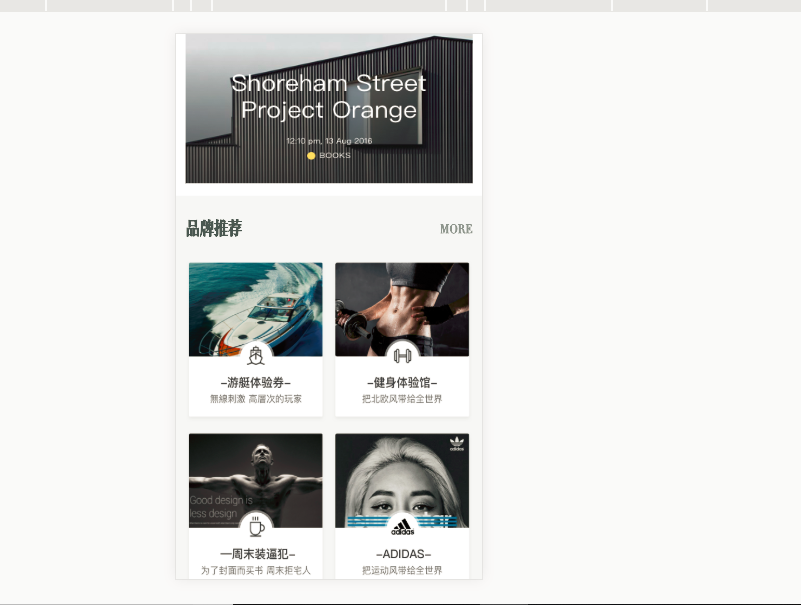 Shoreham Street
Project Orange
12:10 pm, 13 Aug 2016
BOOKS
品牌推荐
MORE
–游艇体验券–
無線刺激 高層次的玩家
–健身体验馆–
把北欧风带给全世界
Good design is
less design
adidas
adidas
一周末装逼犯–
为了封面而买书 周末拒宅人
–ADIDAS–
把运动风带给全世界